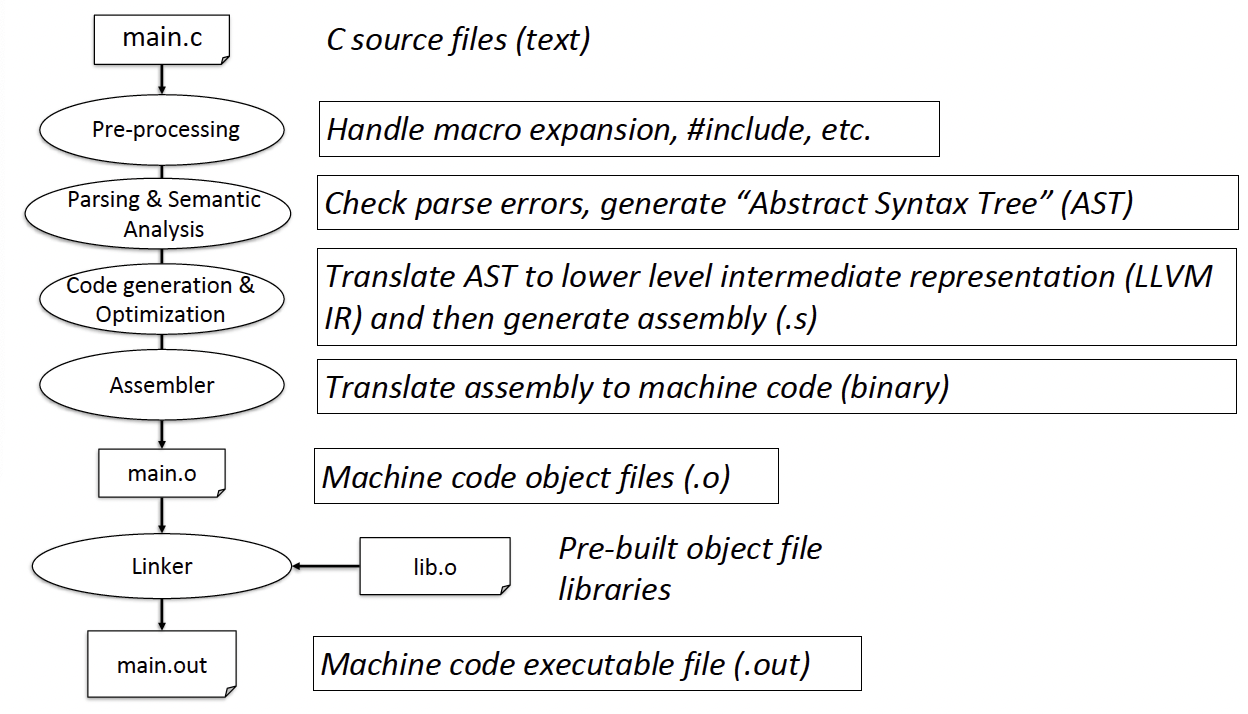 main.c
C source files (text)
Pre-processing
Handle macro expansion, #include, etc.
Parsing & Semantic
Analysis
Check parse errors, generate “Abstract Syntax Tree” (AST)
Code generation &
Optimization
Translate AST to lower level intermediate representation (LLVM
IR) and then generate assembly (.s)
Assembler
Translate assembly to machine code (binary)
main.o
Machine code object files (.o)
Linker
lib.o
Pre-built object file
libraries
main.out
Machine code executable file (.out)